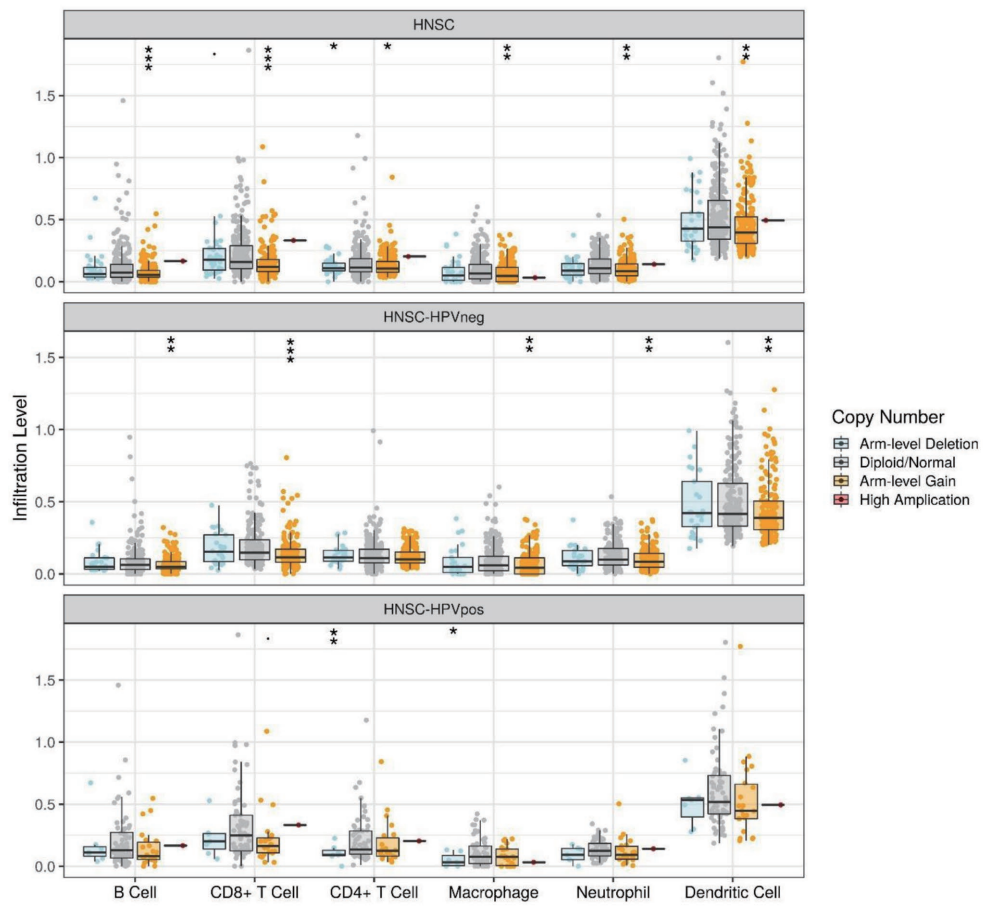 HNSC
*** . *** * * ** ** **
1.5
1.0
0.5
0.0
HNSC-HPVneg
** *** ** ** **
1.5
1.0
0.5
0.0
HNSC-HPVpos
. ** *
1.5
1.0
0.5
0.0
Infiltration Level
B Cell CD8+ T Cell CD4+ T Cell Macrophage Neutrophil Dendritic Cell
Copy Number
Arm-level Deletion
Diploid/Normal
Arm-level Gain
High Amplication